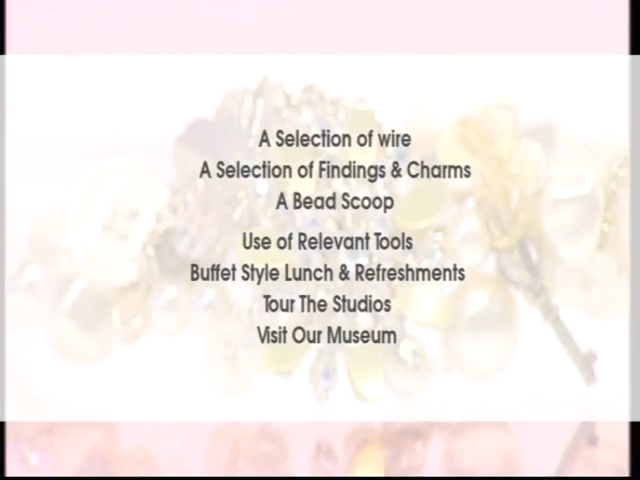 A Selection of wire
A Selection of Findings & Charms
A Bead Scoop
Use of Relevant Tools
Buffet Style Lunch & Refreshments
Tour The Studios
Visit Our Museum